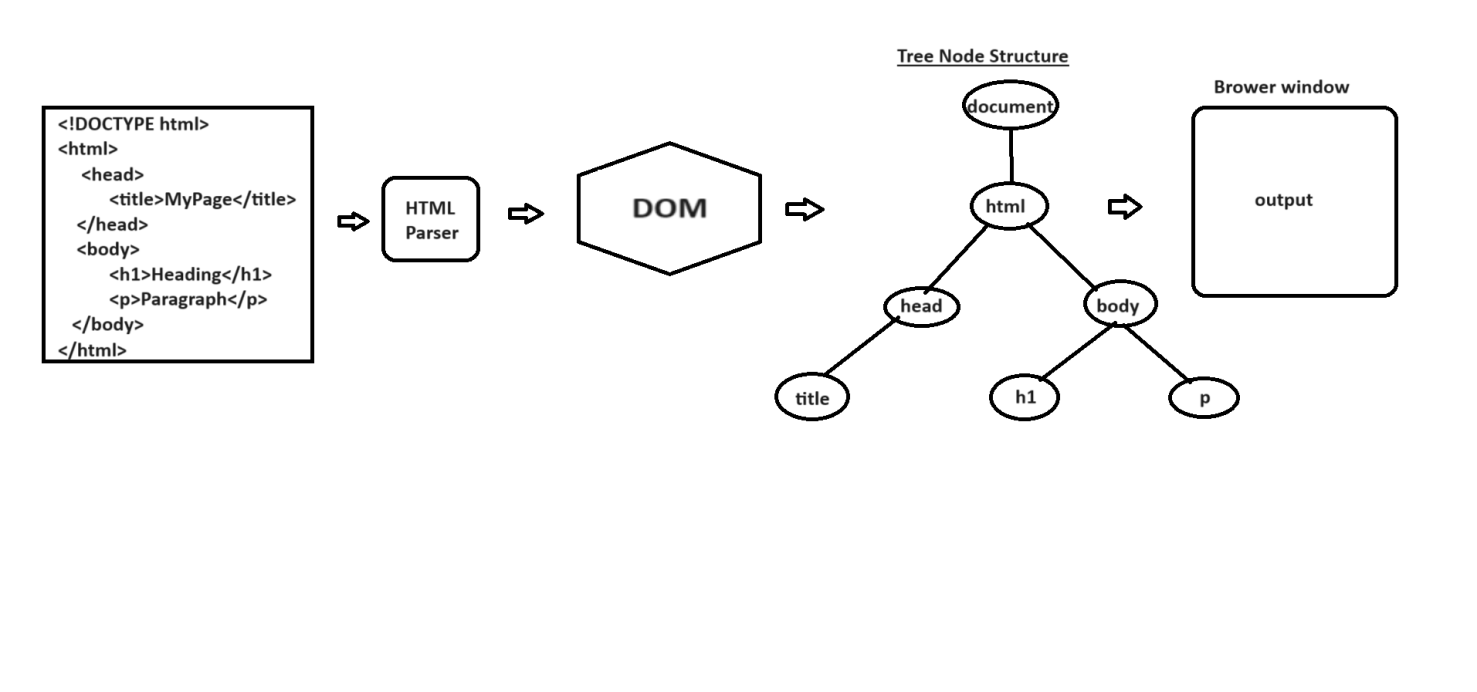 <!DOCTYPE html>
<html>
<head>
<title>MyPage</title>
</head>
<body>
<h1>Heading</h1>
<p>Paragraph</p>
</body>
</html>
HTML
Parser
DOM
Tree Node Structure
document
html
head
body
title
h1
p
Brower window
output